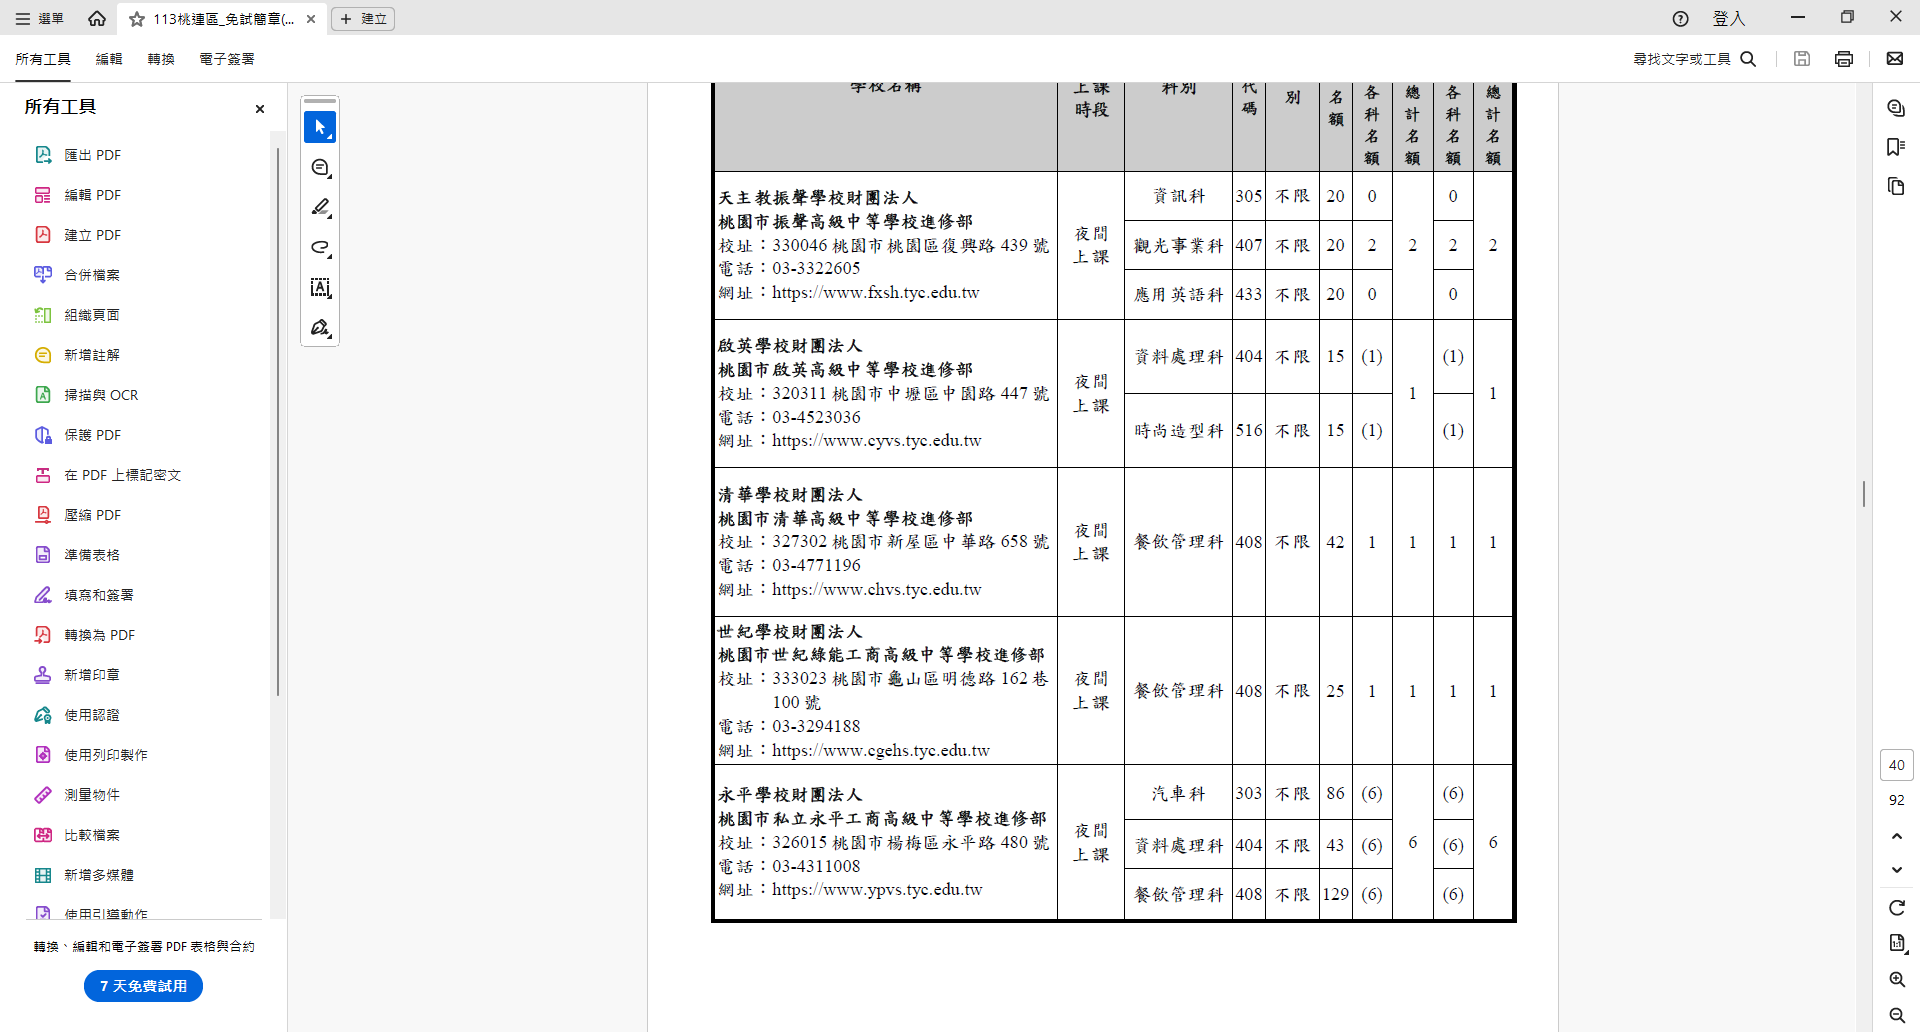 選單
113桃連區_免試簡章(...
建立
登入
所有工具
編輯
轉換
電子簽署
尋找文字或工具
所有工具
匯出 PDF
編輯 PDF
建立 PDF
合併檔案
組織頁面
新增註解
掃描與 OCR
保護 PDF
在 PDF 上標記密文
壓縮 PDF
準備表格
填寫和簽署
轉換為 PDF
新增印章
使用認證
使用列印製作
測量物件
比較檔案
新增多媒體
使用引導動作
轉換、編輯和電子簽署 PDF 表格與合約
7 天免費試用
學校名稱
上課
時段
科別
代
碼
別
名
額
各
科
名
額
總
計
名
額
各
科
名
額
總
計
名
額
天主教振聲學校財團法人
桃園市振聲高級中等學校進修部
校址：330046 桃園市桃園區復興路 439 號
電話：03-3322605
網址：https://www.fxsh.tyc.edu.tw
夜間
上課
資訊科 305 不限 20 0 0
觀光事業科 407 不限 20 2 2 2 2
應用英語科 433 不限 20 0 0
啟英學校財團法人
桃園市啟英高級中等學校進修部
校址：320311 桃園市中壢區中園路 447 號
電話：03-4523036
網址：https://www.cyvs.tyc.edu.tw
夜間
上課
資料處理科 404 不限 15 (1) (1)
1 1
時尚造型科 516 不限 15 (1) (1)
清華學校財團法人
桃園市清華高級中等學校進修部
校址：327302 桃園市新屋區中華路 658 號
電話：03-4771196
網址：https://www.chvs.tyc.edu.tw
夜間
上課
餐飲管理科 408 不限 42 1 1 1 1
世紀學校財團法人
桃園市世紀綠能工商高級中等學校進修部
校址：333023 桃園市龜山區明德路 162 巷
100 號
電話：03-3294188
網址：https://www.cgehs.tyc.edu.tw
夜間
上課
餐飲管理科 408 不限 25 1 1 1 1
永平學校財團法人
桃園市私立永平工商高級中等學校進修部
校址：326015 桃園市楊梅區永平路 480 號
電話：03-4311008
網址：https://www.ypvs.tyc.edu.tw
夜間
上課
汽車科 303 不限 86 (6) (6)
資料處理科 404 不限 43 (6) 6 (6) 6
餐飲管理科 408 不限 129 (6) (6)
40
92